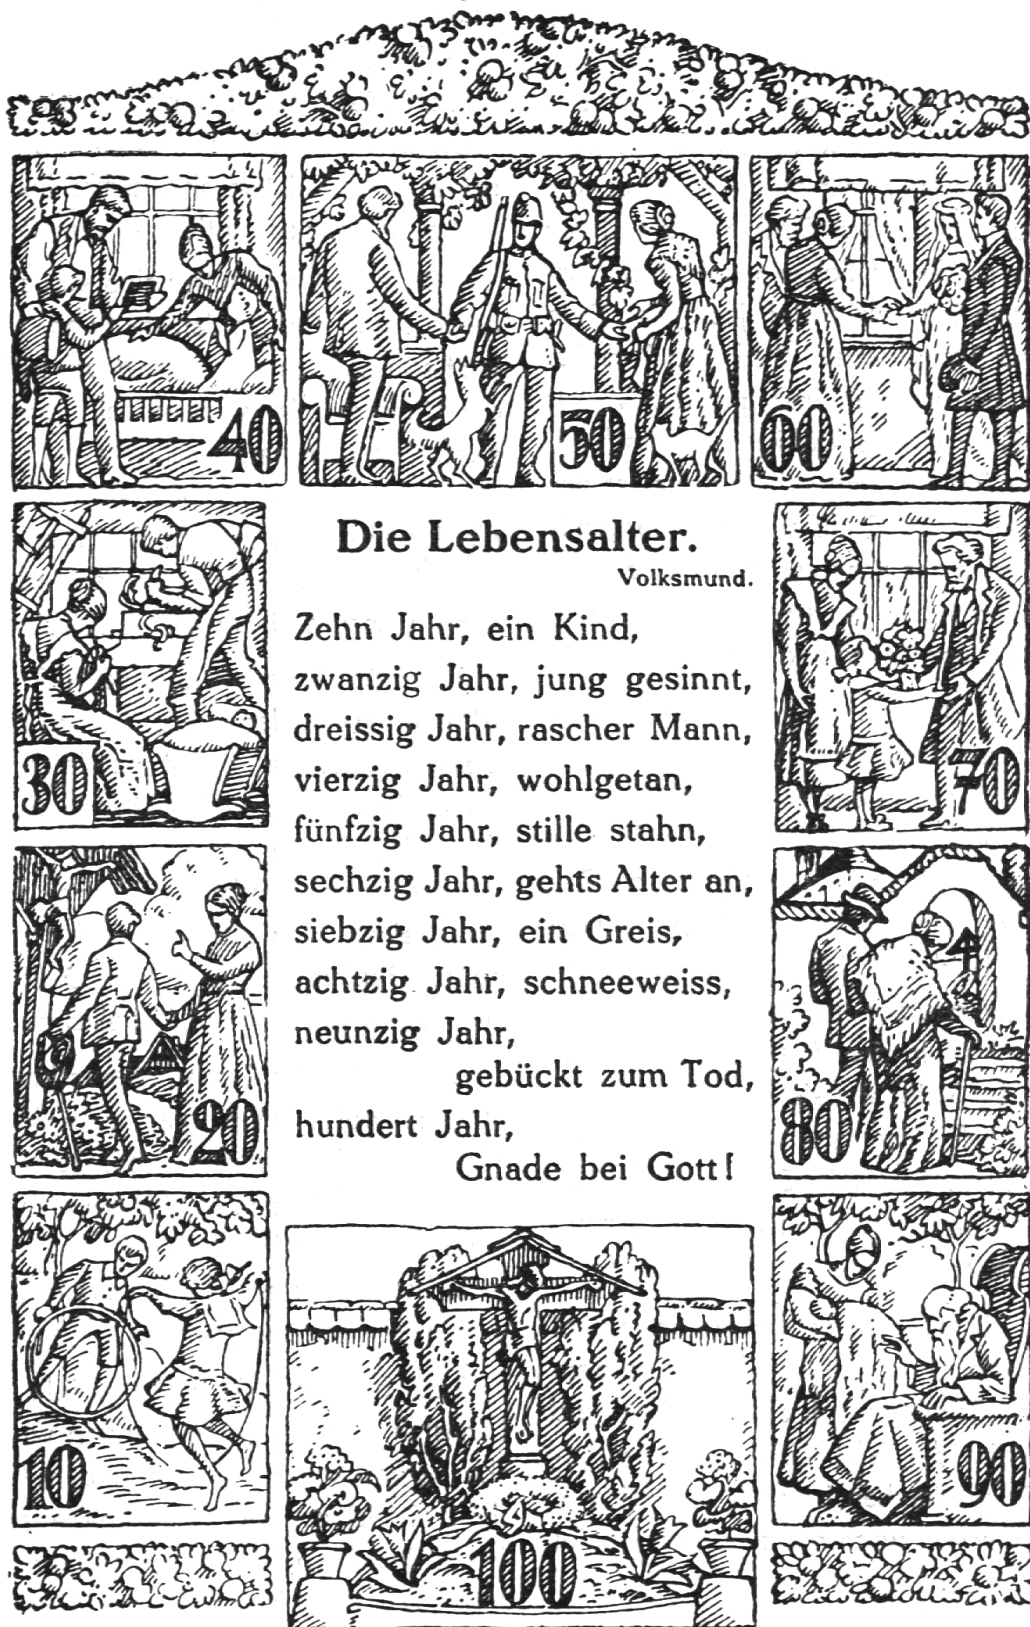 40
50
60
Die Lebensalter.
Volksmund.
Zehn Jahr, ein Kind,
zwanzig Jahr, jung gesinnt,
dreissig Jahr, rascher Mann,
vierzig Jahr, wohlgetan,
fünfzig Jahr, stille stahn,
sechzig Jahr, gehts Alter an,
siebzig Jahr, ein Greis,
achtzig Jahr, schneeweiss,
neunzig Jahr,
gebückt zum Tod,
hundert Jahr,
Gnade bei Gott!
30
70
20
80
10
90
100